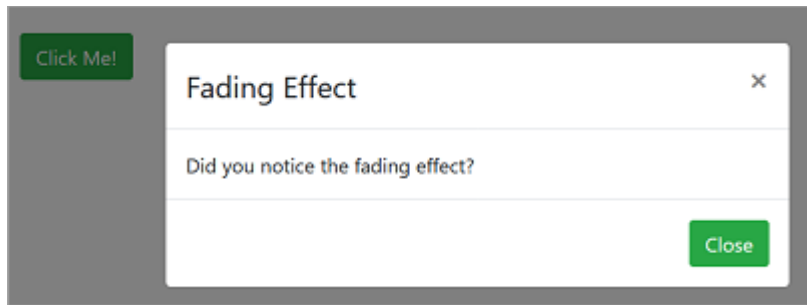 Click Me!
Fading Effect
×
Did you notice the fading effect?
Close